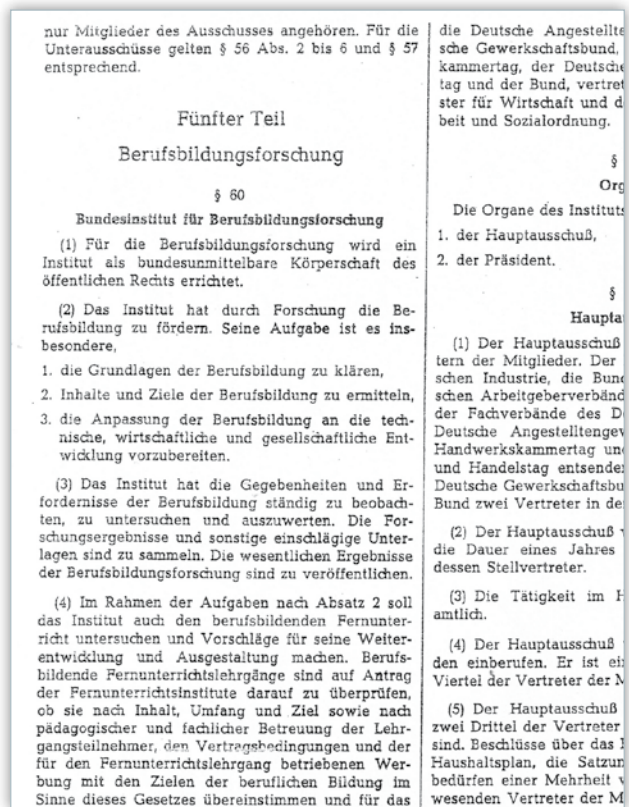 nur Mitglieder des Ausschusses angehören. Für die
Unterausschüsse gelten § 56 Abs. 2 bis 6 und § 57
entsprechend.
Fünfter Teil
Berufsbildungsforschung
§ 60
Bundesinstitut für Berufsbildungsforschung
(1) Für die Berufsbildungsforschung wird ein
Institut als bundesunmittelbare Körperschaft des
öffentlichen Rechts errichtet.
(2) Das Institut hat durch Forschung die Be-
rufsbildung zu fördern. Seine Aufgabe ist es ins-
besondere,
1. die Grundlagen der Berufsbildung zu klären,
2. Inhalte und Ziele der Berufsbildung zu ermitteln,
3. die Anpassung der Berufsbildung an die tech-
nische, wirtschaftliche und gesellschaftliche Ent-
wicklung vorzubereiten.
(3) Das Institut hat die Gegebenheiten und Er-
fordernisse der Berufsbildung ständig zu beobach-
ten, zu untersuchen und auszuwerten. Die For-
schungsergebnisse und sonstige einschlägige Unter-
lagen sind zu sammeln. Die wesentlichen Ergebnisse
der Berufsbildungsforschung sind zu veröffentlichen.
(4) Im Rahmen der Aufgaben nach Absatz 2 soll
das Institut auch den berufsbildenden Fernunter-
richt untersuchen und Vorschläge für seine Weiter-
entwicklung und Ausgestaltung machen. Berufs-
bildende Fernunterrichtslehrgänge sind auf Antrag
der Fernunterrichtsinstitute darauf zu überprüfen,
ob sie nach Inhalt, Umfang und Ziel sowie nach
pädagogischer und fachlicher Betreuung der Lehr-
gangsteilnehmer, den Vertragsbedingungen und der
für den Fernunterrichtslehrgang betriebenen Wer-
bung mit den Zielen der beruflichen Bildung im
Sinne dieses Gesetzes übereinstimmen und für das
die Deutsche Angestellte
sche Gewerkschaftsbund,
kammertag, der Deutsche
tag und der Bund, vertret
ster für Wirtschaft und d
beit und Sozialordnung.
§
Org
Die Organe des Instituts
1. der Hauptausschuß,
2. der Präsident.
§
Haupta
(1) Der Hauptausschuß
tern der Mitglieder. Der
schen Industrie, die Bun
schen Arbeitgeberverbänd
der Fachverbände des D
Deutsche Angestelltengev
Handwerkskammertag un
und Handelstag entsende
Deutsche Gewerkschaftsbu
Bund zwei Vertreter in de
(2) Der Hauptausschuß
die Dauer eines Jahres
dessen Stellvertreter.
(3) Die Tätigkeit im H
amtlich.
(4) Der Hauptausschuß
den einberufen. Er ist ei
Viertel der Vertreter der M
(5) Der Hauptausschuß
zwei Drittel der Vertreter
sind. Beschlüsse über das
Haushaltsplan, die Satzun
bedürfen einer Mehrheit v
wesenden Vertreter der M